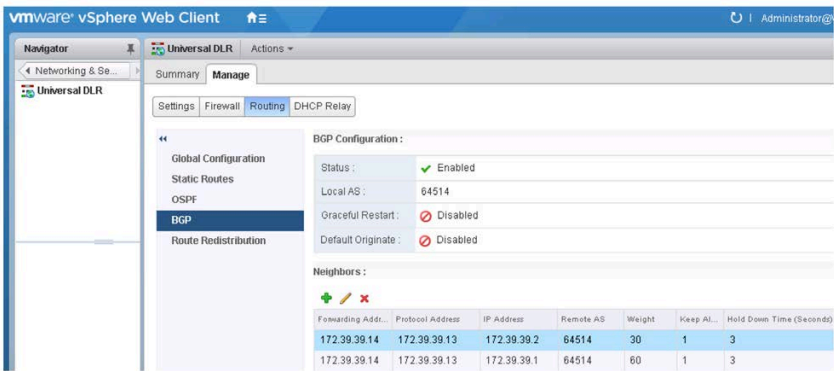 vmware® vSphere Web Client
Administrator@
Navigator
Universal DLR Actions
Networking & Se...
Summary Manage
Universal DLR
Settings Firewall Routing DHCP Relay
BGP Configuration :
Global Configuration
Static Routes
OSPF
BGP
Route Redistribution
Status : Enabled
Local AS : 64514
Graceful Restart : Disabled
Default Originate : Disabled
Neighbors :
Forwarding Addr... Protocol Address IP Address Remote AS Weight Keep Al... Hold Down Time (Seconds)
172.39.39.14 172.39.39.13 172.39.39.2 64514 30 1 3
172.39.39.14 172.39.39.13 172.39.39.1 64514 60 1 3